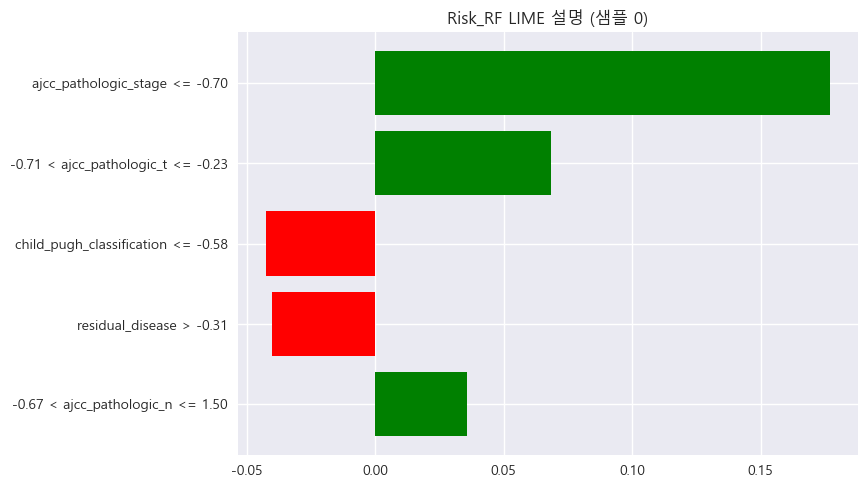 Risk_RF LIME 설명 (샘플 0)
ajcc_pathologic_stage <= -0.70
-0.71 < ajcc_pathologic_t <= -0.23
child_pugh_classification <= -0.58
residual_disease > -0.31
-0.67 < ajcc_pathologic_n <= 1.50
-0.05 0.00 0.05 0.10 0.15